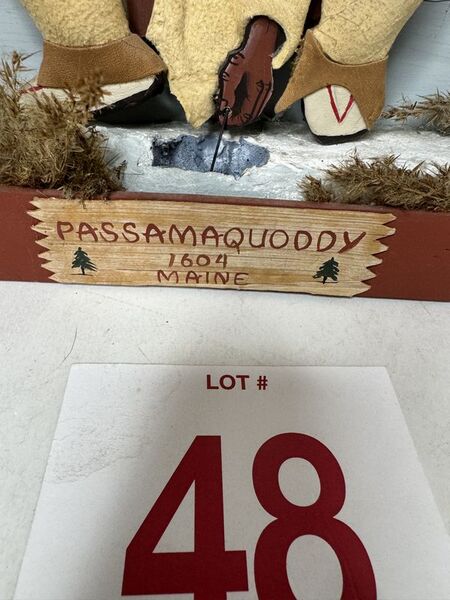 PASSAMAQUODDY
1604
MAINE
LOT #
48